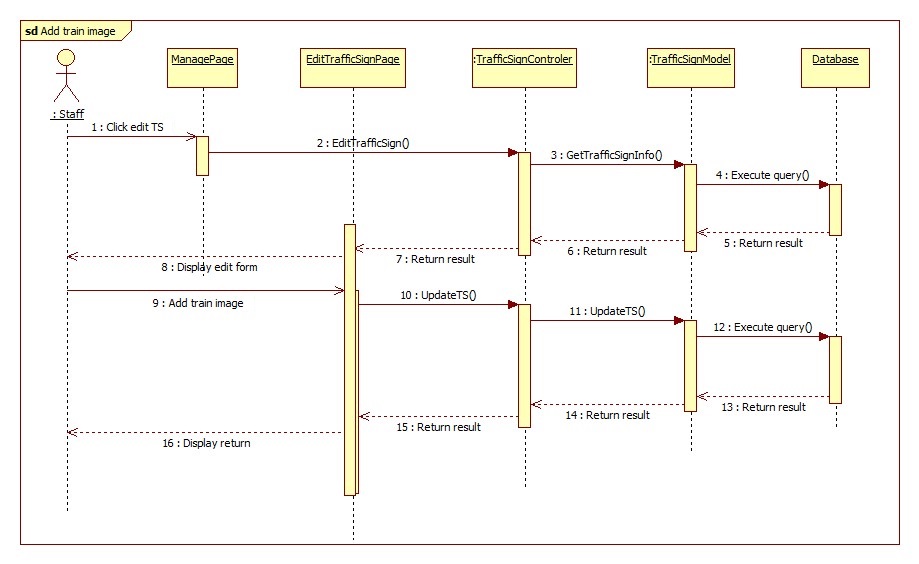 sd Add train image
: Staff
ManagePage
EditTrafficSignPage
:TrafficSignControler
:TrafficSignModel
Database
1 : Click edit TS
2 : EditTrafficSign()
3 : GetTrafficSignInfo()
4 : Execute query()
5 : Return result
6 : Return result
7 : Return result
8 : Display edit form
9 : Add train image
10 : UpdateTS()
11 : UpdateTS()
12 : Execute query()
13 : Return result
14 : Return result
15 : Return result
16 : Display return